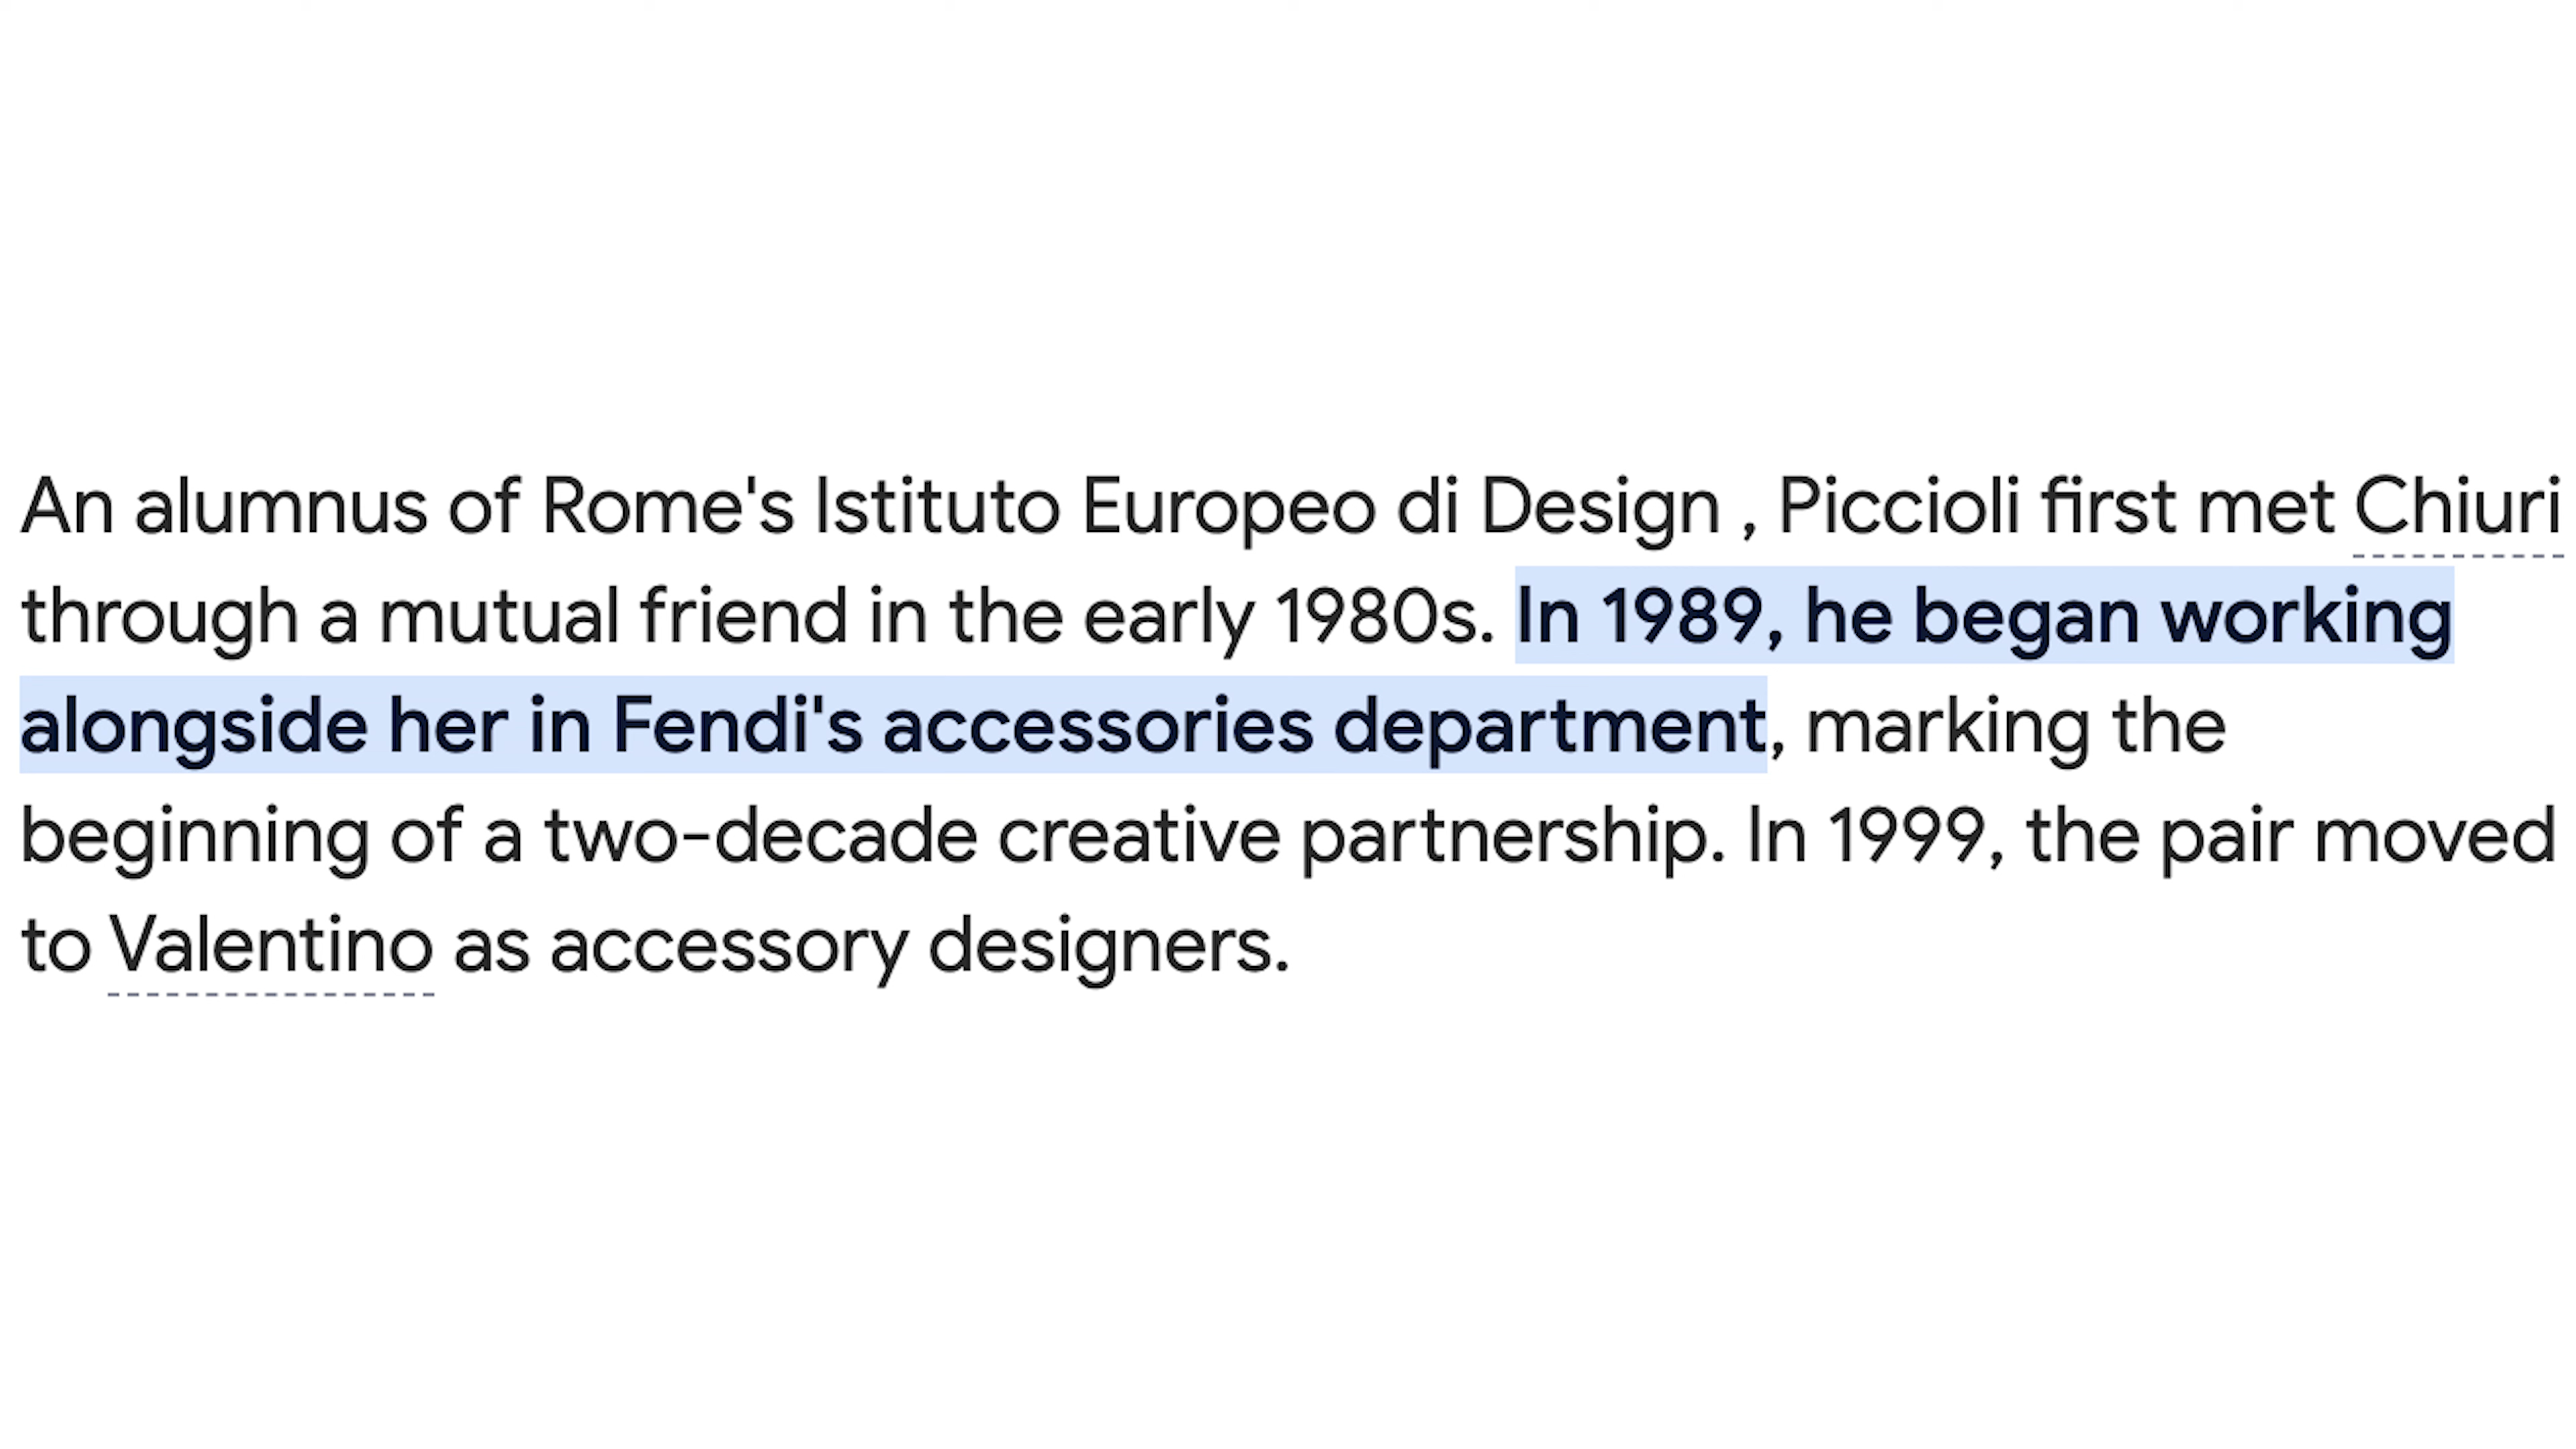 An alumnus of Rome's Istituto Europeo di Design , Piccioli first met Chiuri
through a mutual friend in the early 1980s. In 1989, he began working
alongside her in Fendi's accessories department, marking the
beginning of a two-decade creative partnership. In 1999, the pair moved
to Valentino as accessory designers.